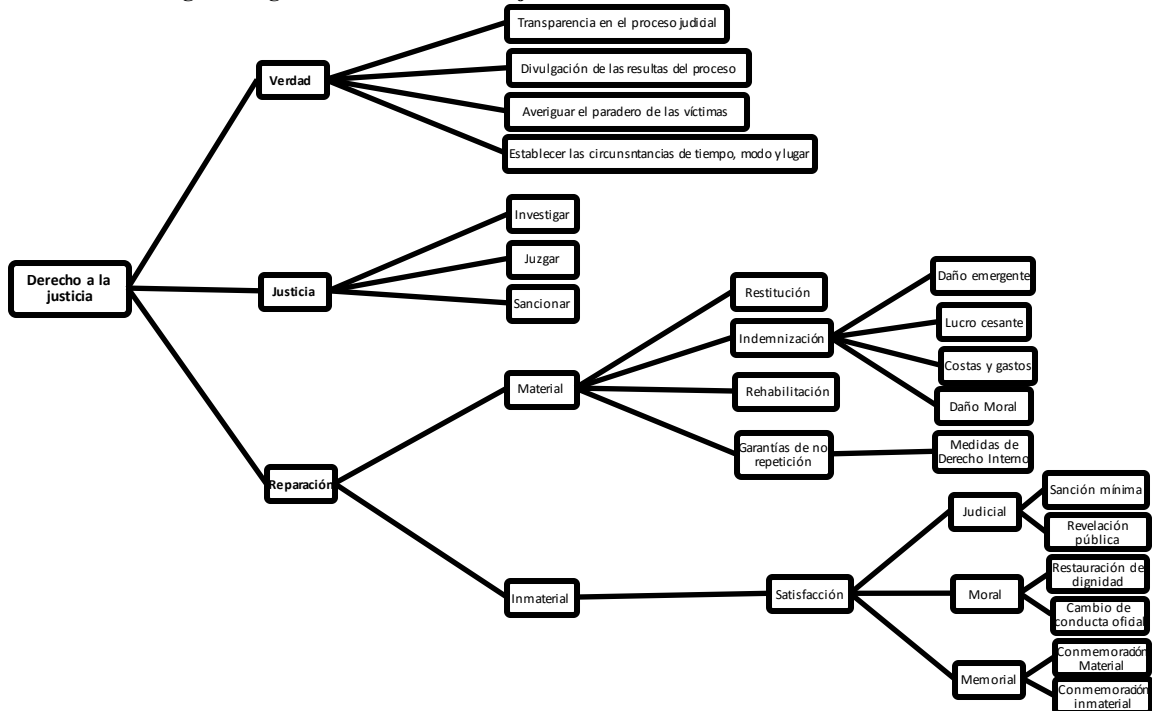 Transparencia en el proceso judicial
Verdad
Divulgación de las resultas del proceso
Averiguar el paradero de las víctimas
Establecer las circunsntancias de tiempo, modo y lugar
Derecho a la
justicia
Justicia
Investigar
Juzgar
Sancionar
Reparación
Material
Restitución
Indemnización
Daño emergente
Lucro cesante
Costas y gastos
Daño Moral
Rehabilitación
Garantías de no
repetición
Medidas de
Derecho Interno
Inmaterial
Satisfacción
Judicial
Sanción mínima
Revelación
pública
Moral
Restauración de
dignidad
Cambio de
conducta oficial
Memorial
Conmemoración
Material
Conmemoración
inmaterial